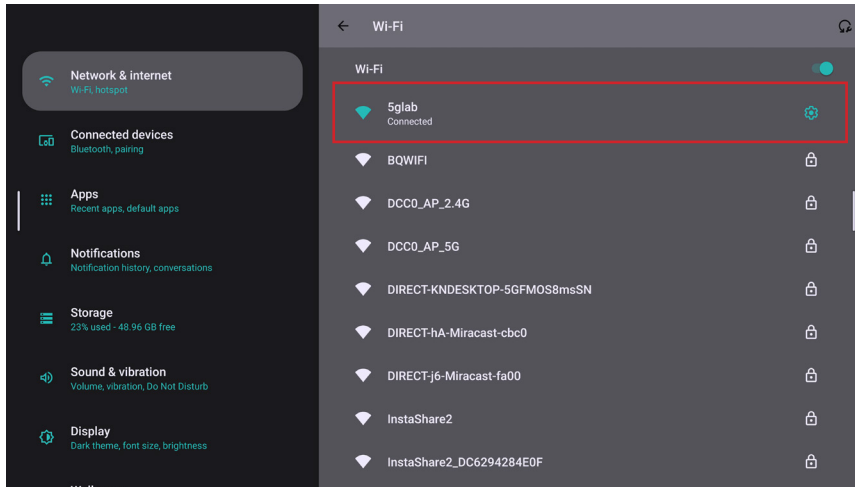 Network & internet
Wi-Fi, hotspot
Connected devices
Bluetooth, pairing
Apps
Recent apps, default apps
Notifications
Notification history, conversations
Storage
23% used - 48.96 GB free
Sound & vibration
Volume, vibration, Do Not Disturb
Display
Dark theme, font size, brightness
Wi-Fi
Wi-Fi
5glab
Connected
BQWIFI
DCC0_AP_2.4G
DCC0_AP_5G
DIRECT-KNDESKTOP-5GFMOS8msSN
DIRECT-hA-Miracast-cbc0
DIRECT-j6-Miracast-fa00
InstaShare2
InstaShare2_DC6294284E0F